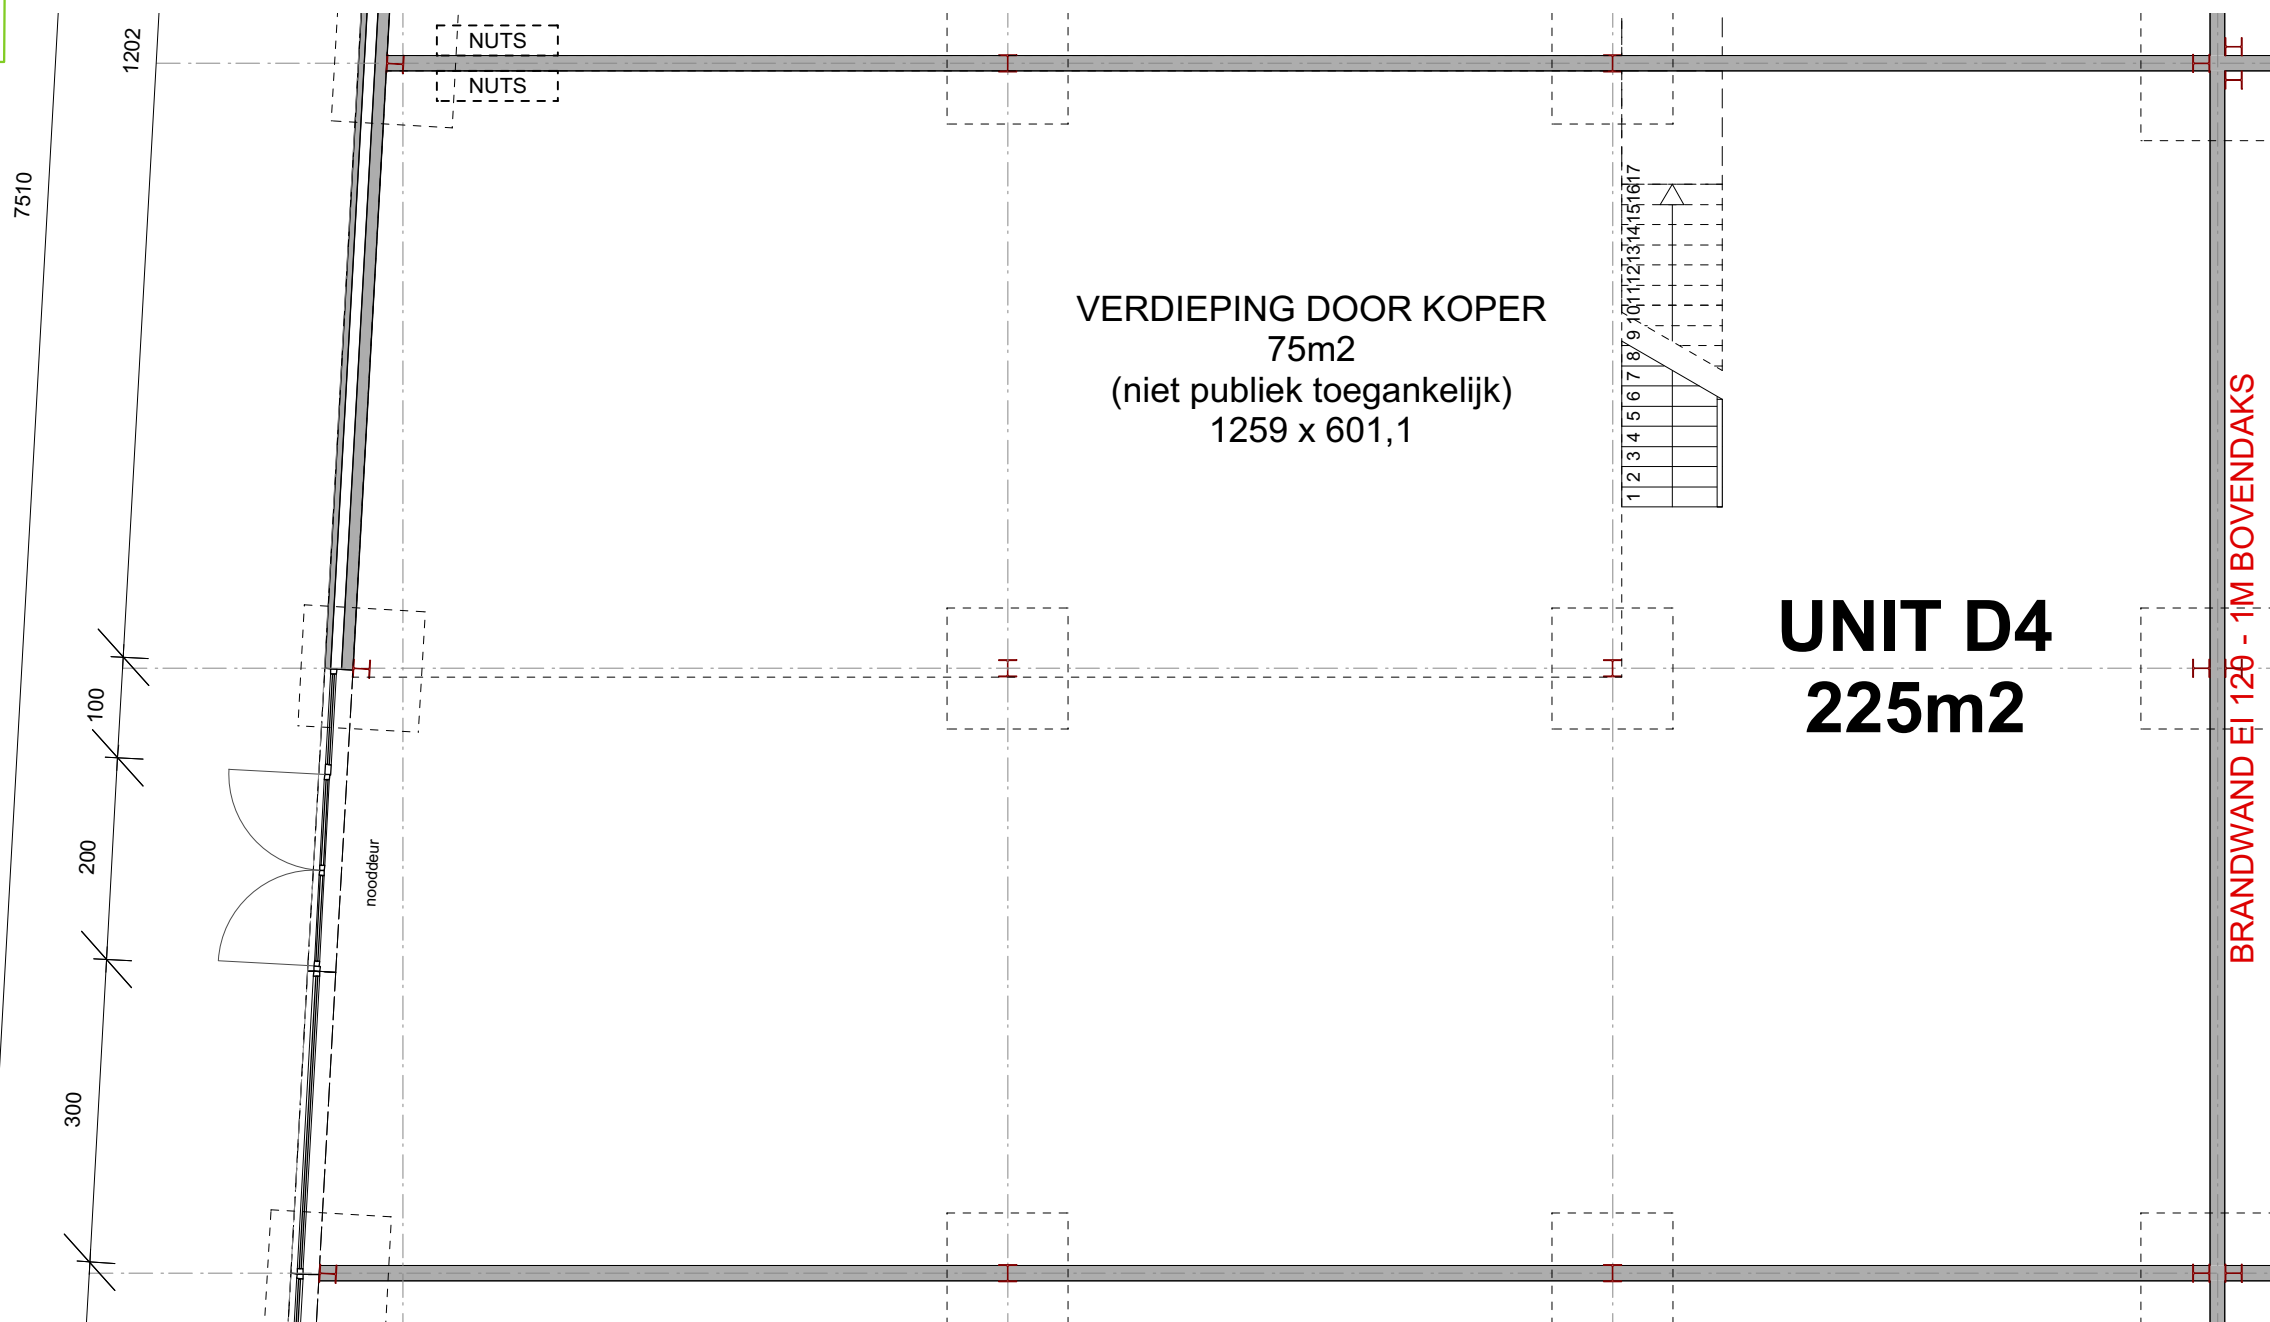 1202
NUTS
NUTS
7510
17
16
15
14
13
12
11
10
9
8
7
6
5
4
3
2
1
VERDIEPING DOOR KOPER
75m2
(niet publiek toegankelijk)
1259 x 601,1
UNIT D4
225m2
BRANDWAND EI 120 - 1M BOVENDAKS
100
200
nooddeur
300